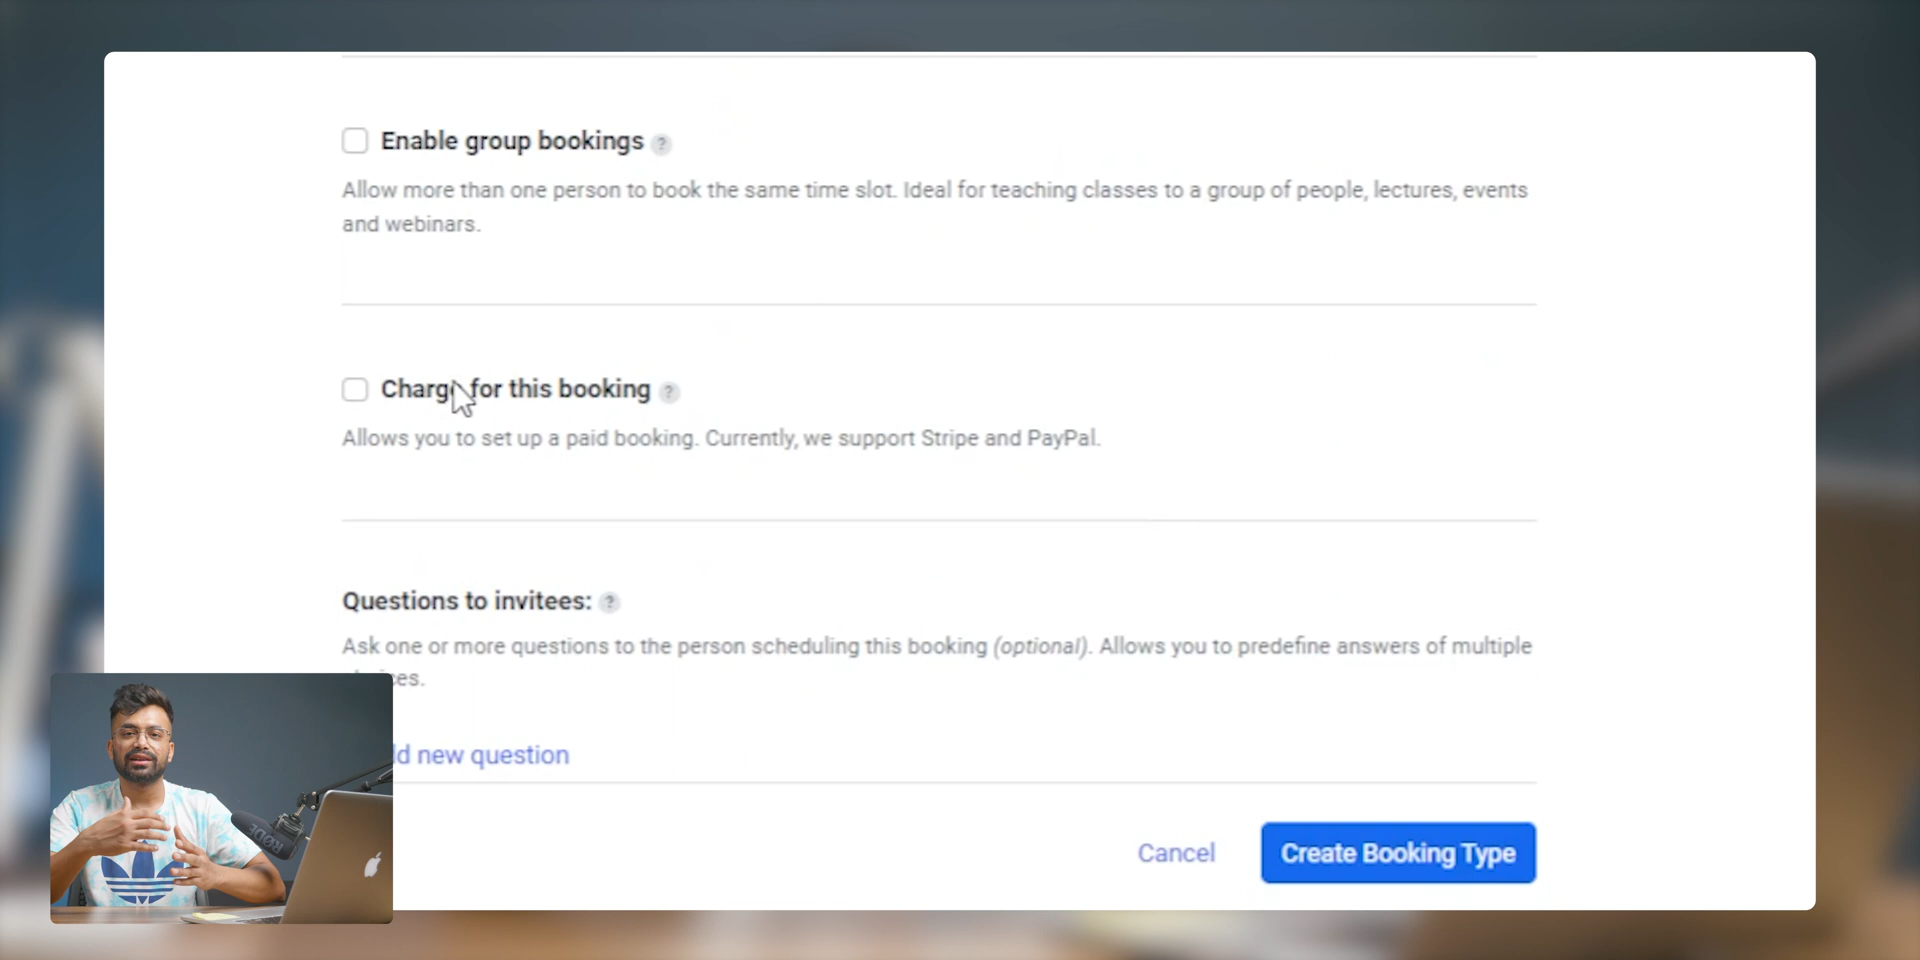 Enable group bookings ?
Allow more than one person to book the same time slot. Ideal for teaching classes to a group of people, lectures, events
and webinars.
Charge for this booking ?
Allows you to set up a paid booking. Currently, we support Stripe and PayPal.
Questions to invitees: ?
Ask one or more questions to the person scheduling this booking (optional). Allows you to predefine answers of multiple
new question
Cancel
Create Booking Type
RØDE